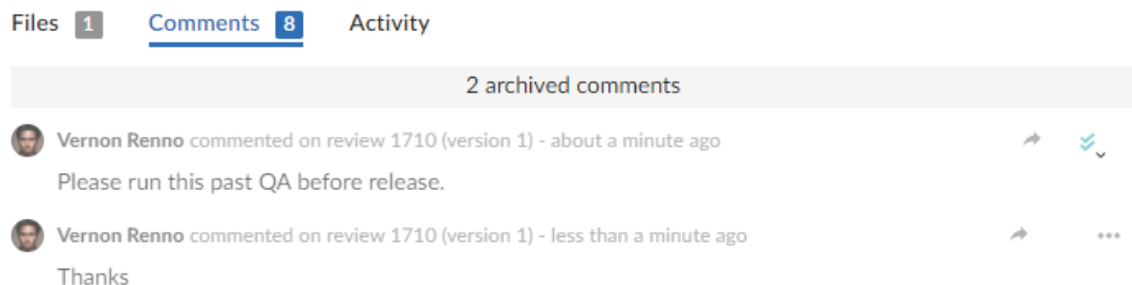 Files 1 Comments 8 Activity
2 archived comments
Vernon Renno commented on review 1710 (version 1) - about a minute ago
Please run this past QA before release.
Vernon Renno commented on review 1710 (version 1) - less than a minute ago
Thanks